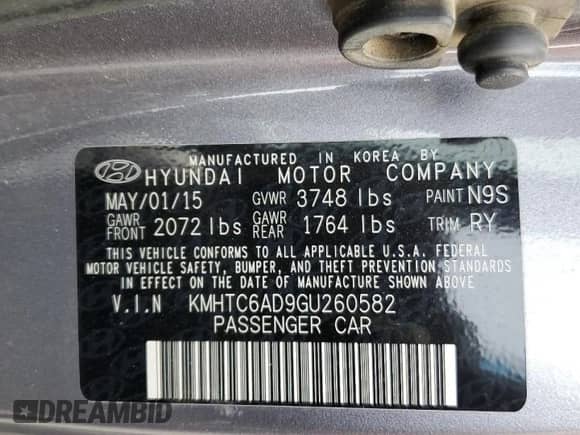 MANUFACTURED IN KOREA BY
HYUNDAI MOTOR COMPANY
MAY/01/15 GVWR 3748 lbs PAINT N9S
GAWR FRONT 2072 lbs GAWR REAR 1764 lbs TRIM RY
THIS VEHICLE CONFORMS TO ALL APPLICABLE U.S.A. FEDERAL
MOTOR VEHICLE SAFETY, BUMPER, AND THEFT PREVENTION STANDARDS
IN EFFECT ON THE DATE OF MANUFACTURE SHOWN ABOVE.
V.I.N KMHTC6AD9GU260582
PASSENGER CAR
DREAMBID